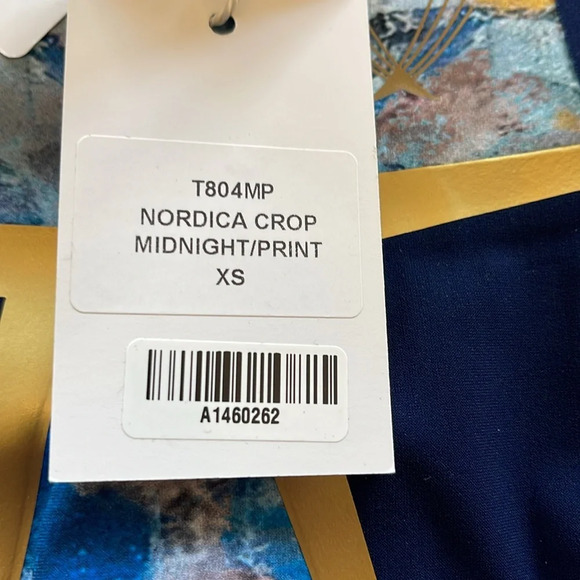 T804MP
NORDICA CROP
MIDNIGHT/PRINT
XS
A1460262